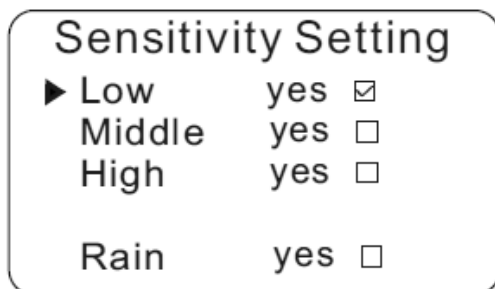 Sensitivity Setting
▶ Low yes ☑
Middle yes ☐
High yes ☐
Rain yes ☐